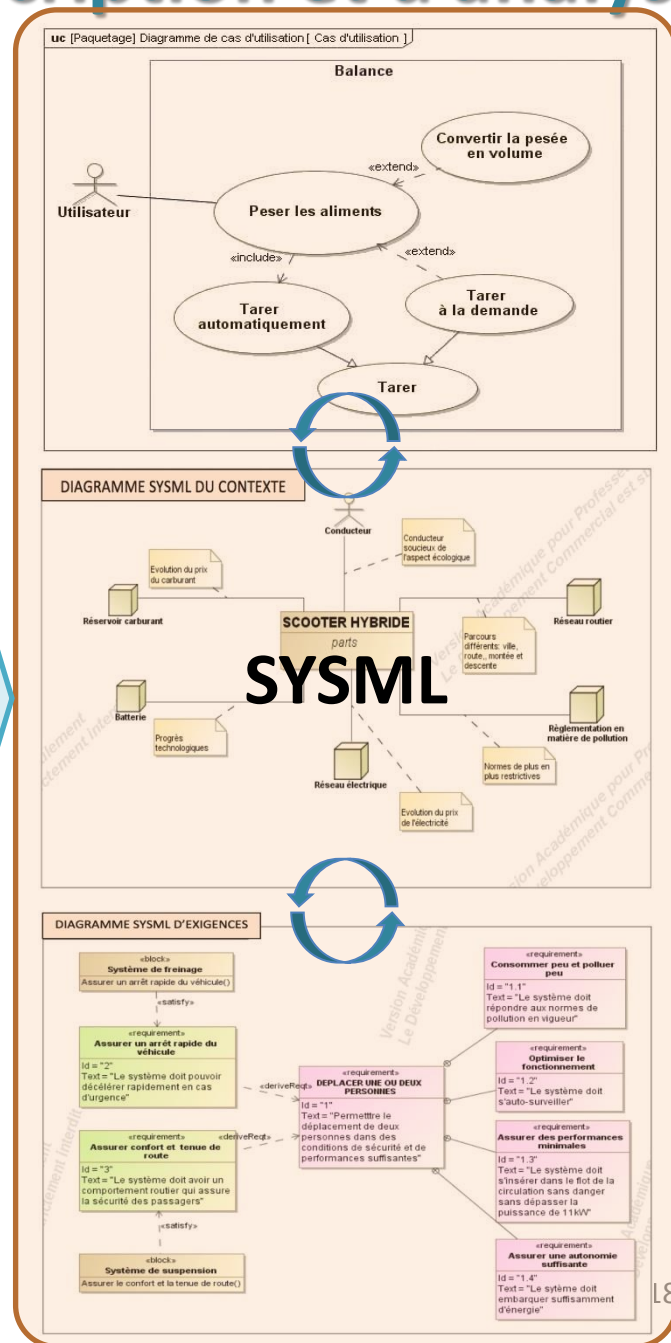 uc [Paquetage] Diagramme de cas d'utilisation [ Cas d'utilisation ]
Balance
Convertir la pesée
en volume
«extend»
Utilisateur
Peser les aliments
«include»
«extend»
Tarer
automatiquement
Tarer
à la demande
Tarer
DIAGRAMME SYSML DU CONTEXTE
Conducteur
Conducteur
soucieux de
l'aspect écologique
Evolution du prix
du carburant
Réservoir carburant
SCOOTER HYBRIDE
parts
Réseau routier
Parcours
différents: ville,
route,, montée et
descente
SYSML
Batterie
Progrès
technologiques
Réseau électrique
Règlementation en
matière de pollution
Normes de plus en
plus restrictives
Evolution du prix
de l'électricité
DIAGRAMME SYSML D'EXIGENCES
«block»
Système de freinage
Assurer un arrêt rapide du véhicule()
«satisfy»
«requirement»
Assurer un arrêt rapide du
véhicule
Id = "2"
Text = "Le système doit pouvoir
décélérer rapidement en cas
d'urgence"
«deriveReqt»
«requirement»
Assurer confort et tenue de
route
Id = "3"
Text = "Le système doit avoir un
comportement routier qui assure
la sécurité des passagers"
«deriveReqt»
«satisfy»
«block»
Système de suspension
Assurer le confort et la tenue de route()
«requirement»
DEPLACER UNE OU DEUX
PERSONNES
Id = "1"
Text = "Permetttre le
déplacement de deux
personnes dans des
conditions de sécurité et de
performances suffisantes"
«requirement»
Consommer peu et polluer
peu
Id = "1.1"
Text = "Le système doit
répondre aux normes de
pollution en vigueur"
«requirement»
Optimiser le
fonctionnement
Id = "1.2"
Text = "Le système doit
s'auto-surveiller"
«requirement»
Assurer des performances
minimales
Id = "1.3"
Text = "Le système doit
s'insérer dans le flot de la
circulation sans danger
sans dépasser la
puissance de 11kW"
«requirement»
Assurer une autonomie
suffisante
Id = "1.4"
Text = "Le sytème doit
embarquer suffisamment
d'énergie"
18